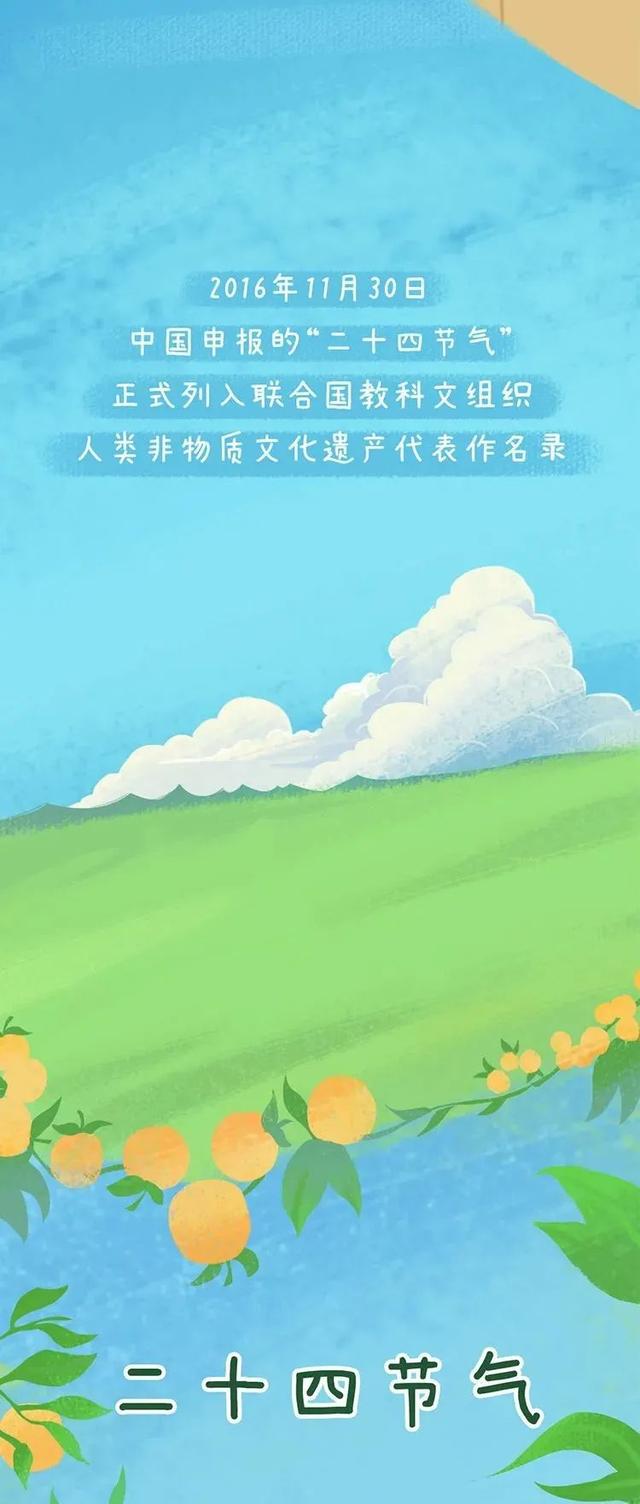 2016年11月30日
中国申报的“二十四节气”
正式列入联合国教科文组织
人类非物质文化遗产代表作名录
二十四节气